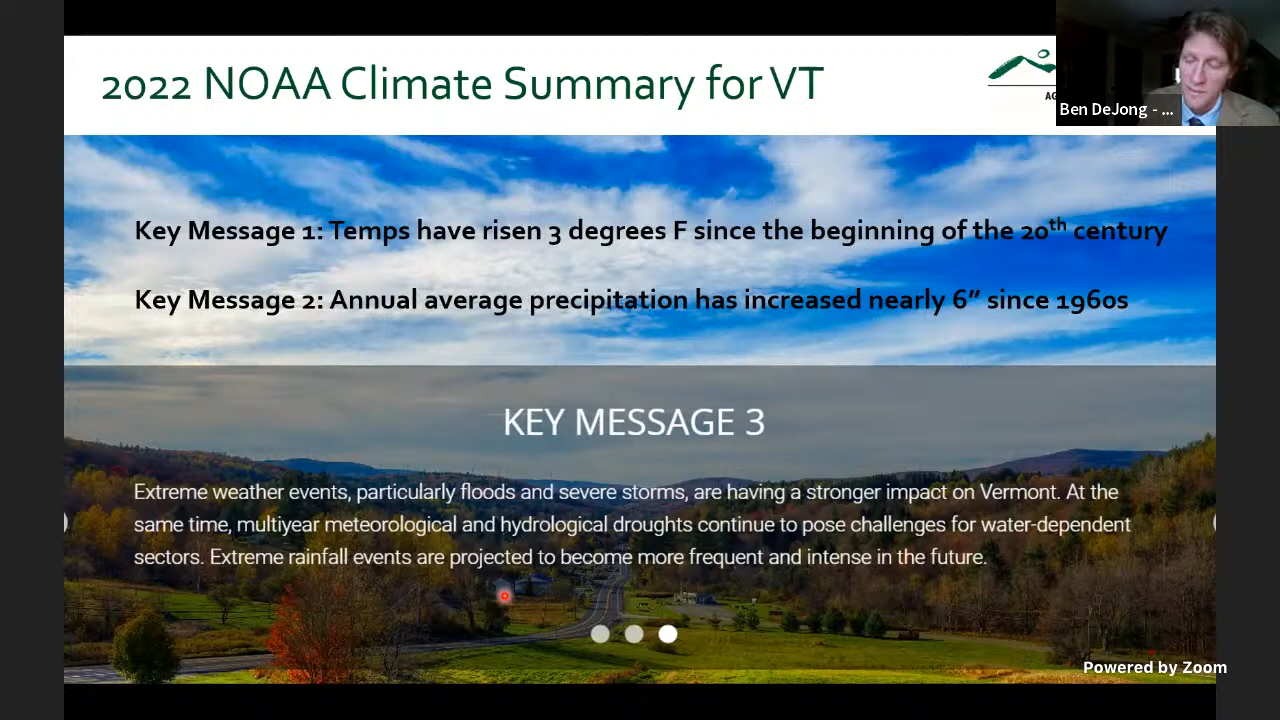 2022 NOAA Climate Summary for VT
AG
Ben DeJong - ...
Key Message 1: Temps have risen 3 degrees F since the beginning of the 20th century
Key Message 2: Annual average precipitation has increased nearly 6” since 1960s
KEY MESSAGE 3
Extreme weather events, particularly floods and severe storms, are having a stronger impact on Vermont. At the
same time, multiyear meteorological and hydrological droughts continue to pose challenges for water-dependent
sectors. Extreme rainfall events are projected to become more frequent and intense in the future.
Powered by Zoom